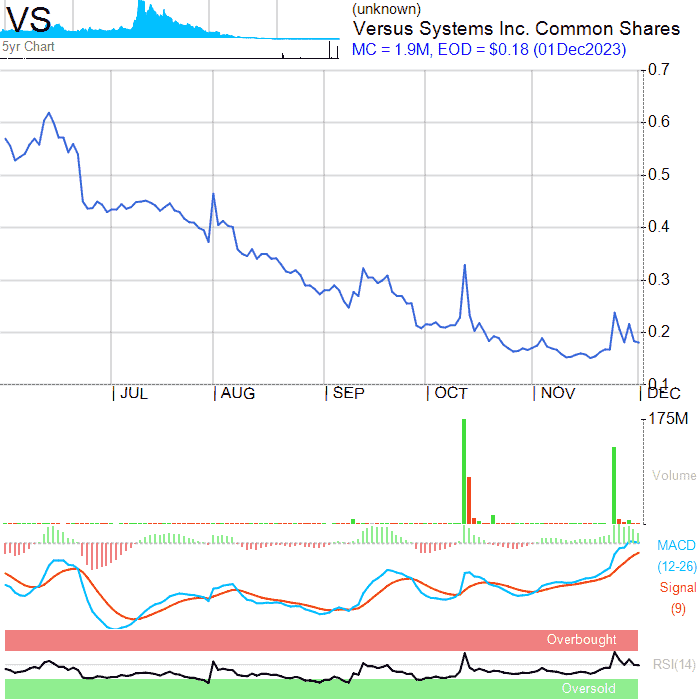 VS
5yr Chart
(unknown)
Versus Systems Inc. Common Shares
MC = 1.9M, EOD = $0.18 (01Dec2023)
0.7
0.6
0.5
0.4
0.3
0.2
0.1
JUL AUG SEP OCT NOV DEC
175M
Volume
MACD
(12-26)
Signal
(9)
Overbought
RSI(14)
Oversold